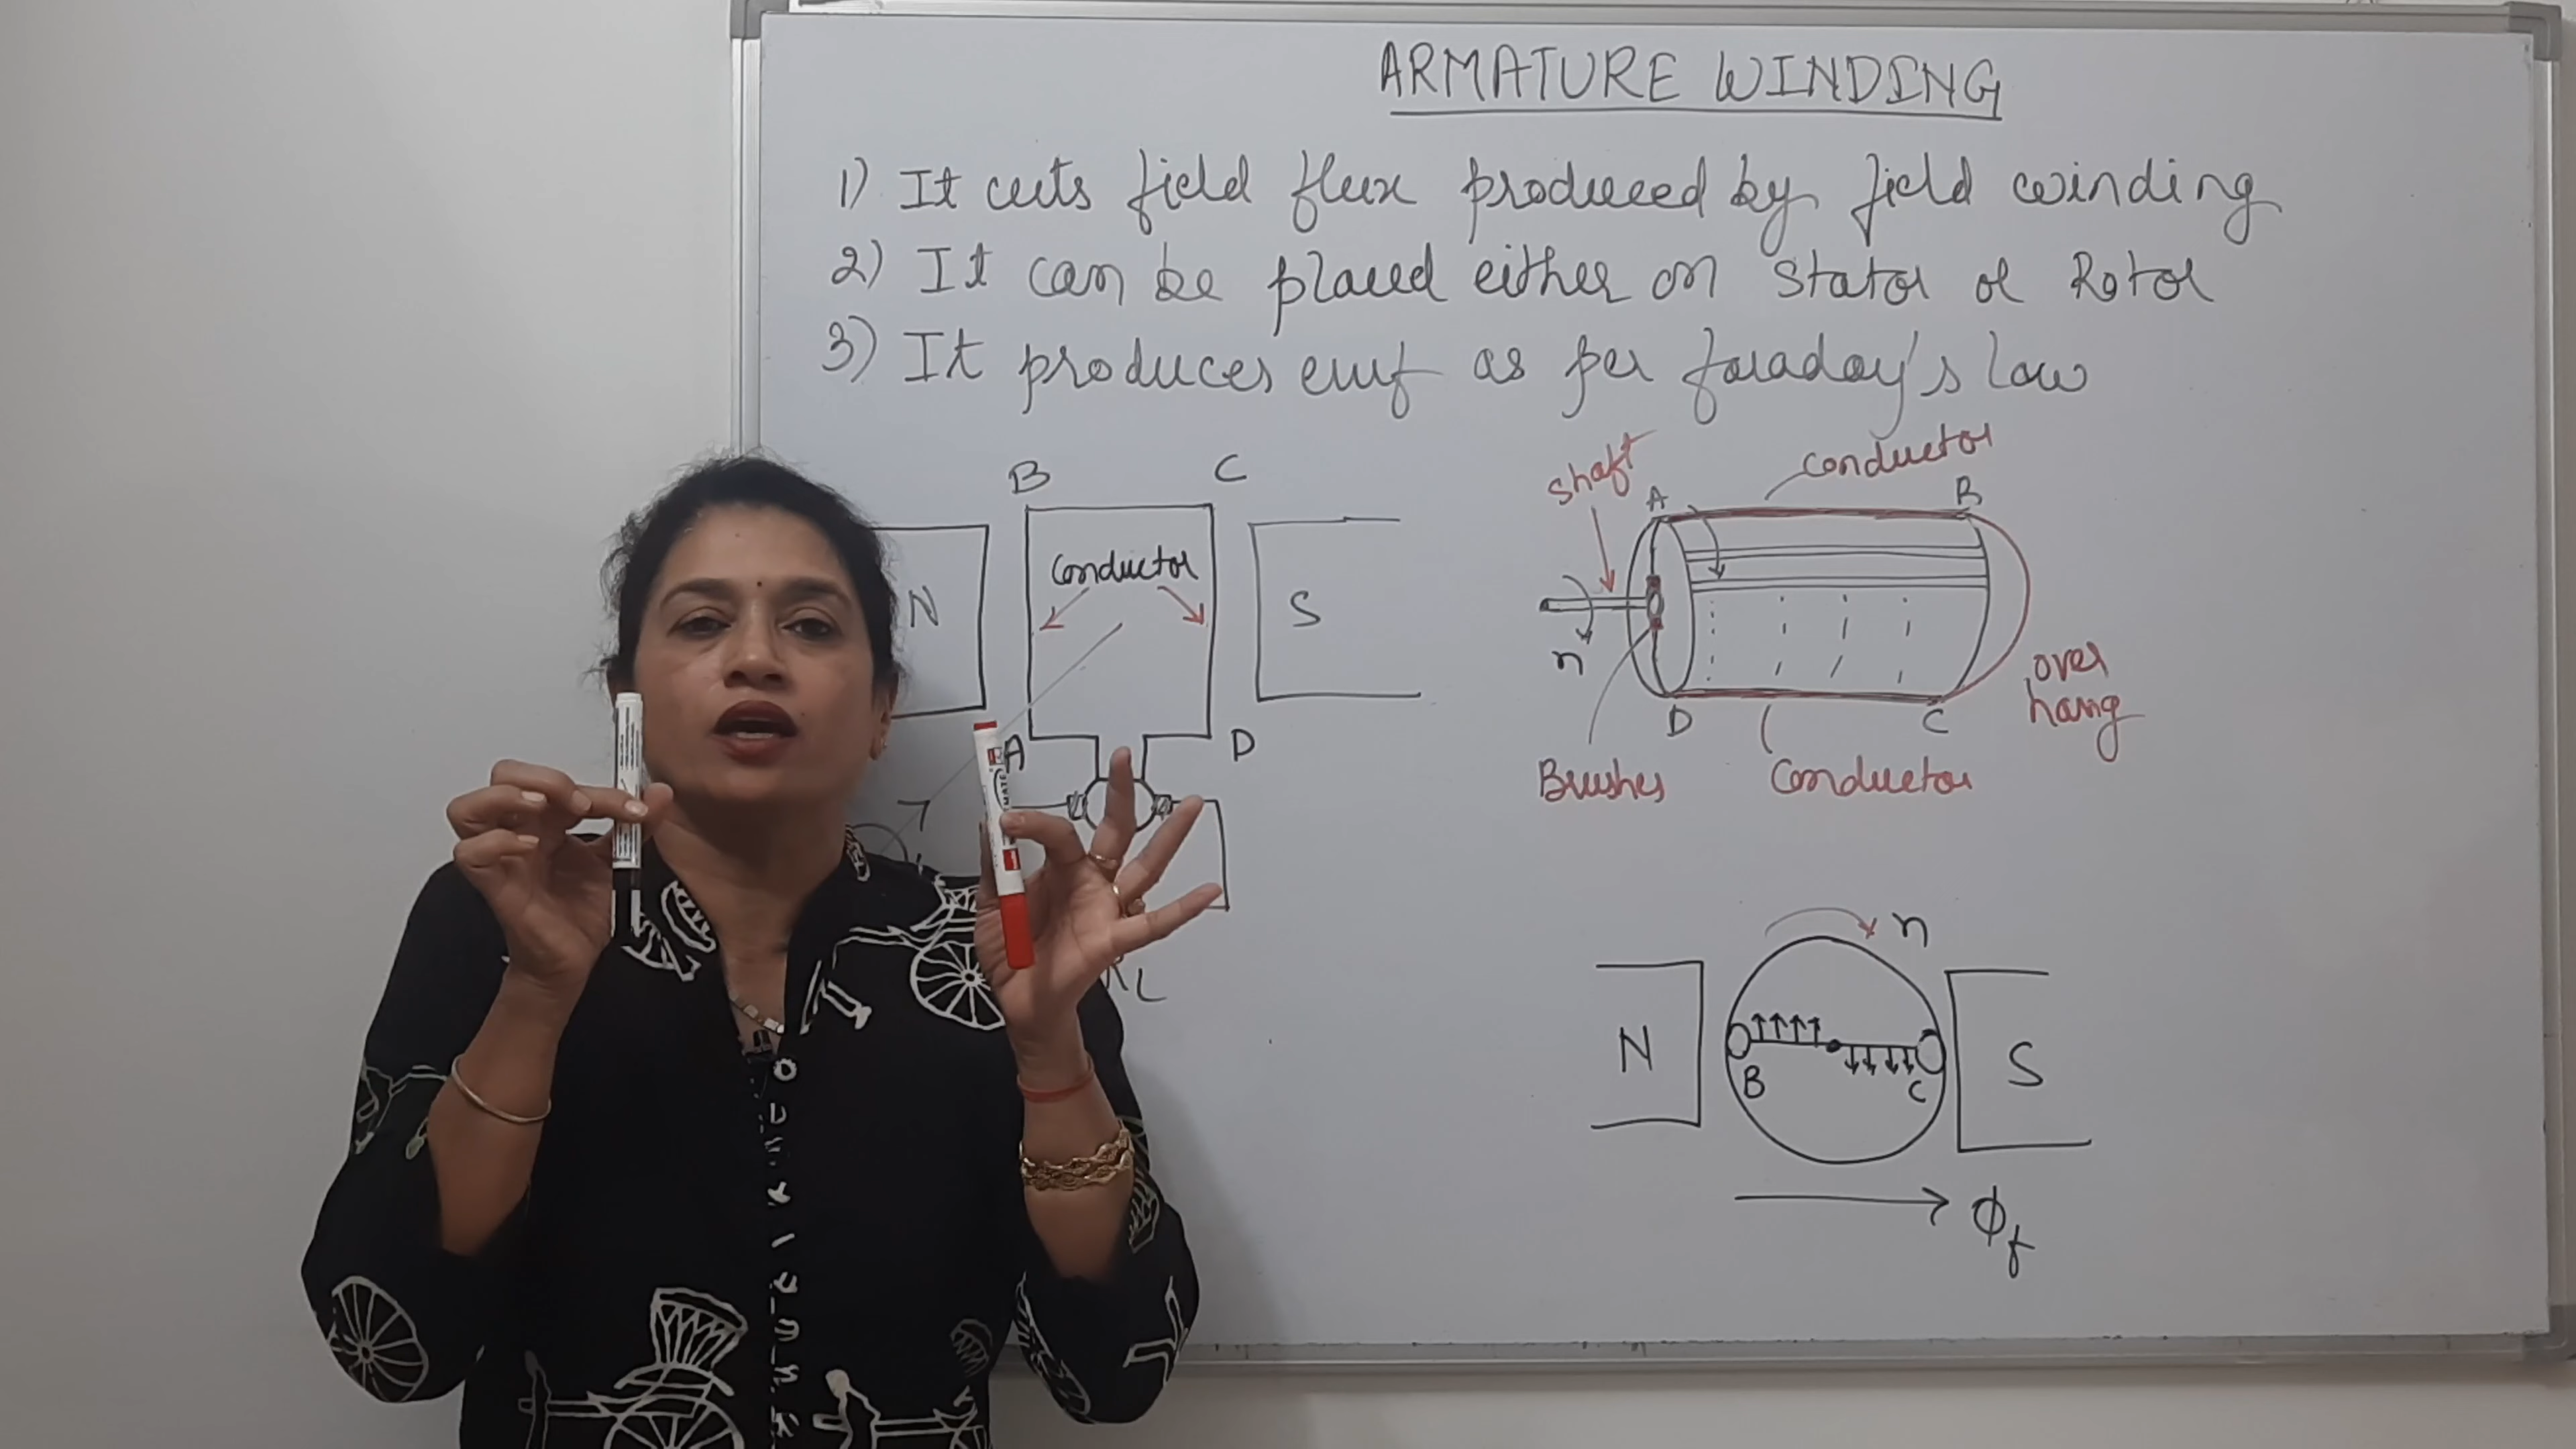 ARMATURE WINDING
1) It cuts field flux produced by field winding
2) It can be placed either on Stator or Rotor
3) It produces emf as per faraday's law
B C
conductor
N S
A D
RL
shaft
conductor
A B
n
over
hang
D C
Brushes
Conductor
n
N S
B C
ϕf